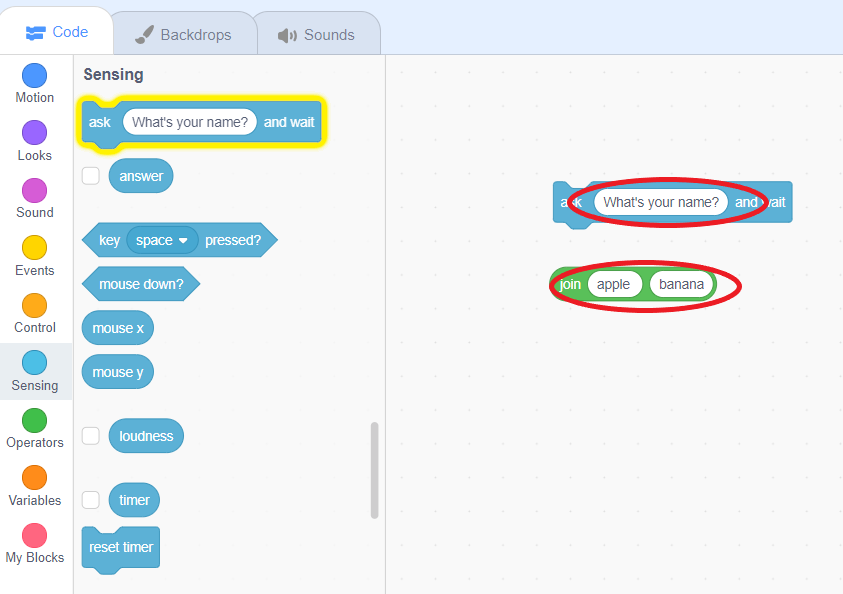 Code
Backdrops
Sounds
Motion
Looks
Sound
Events
Control
Sensing
Operators
Variables
My Blocks
Sensing
ask What's your name? and wait
answer
key space pressed?
mouse down?
mouse x
mouse y
loudness
timer
reset timer
ask What's your name? and wait
join apple banana